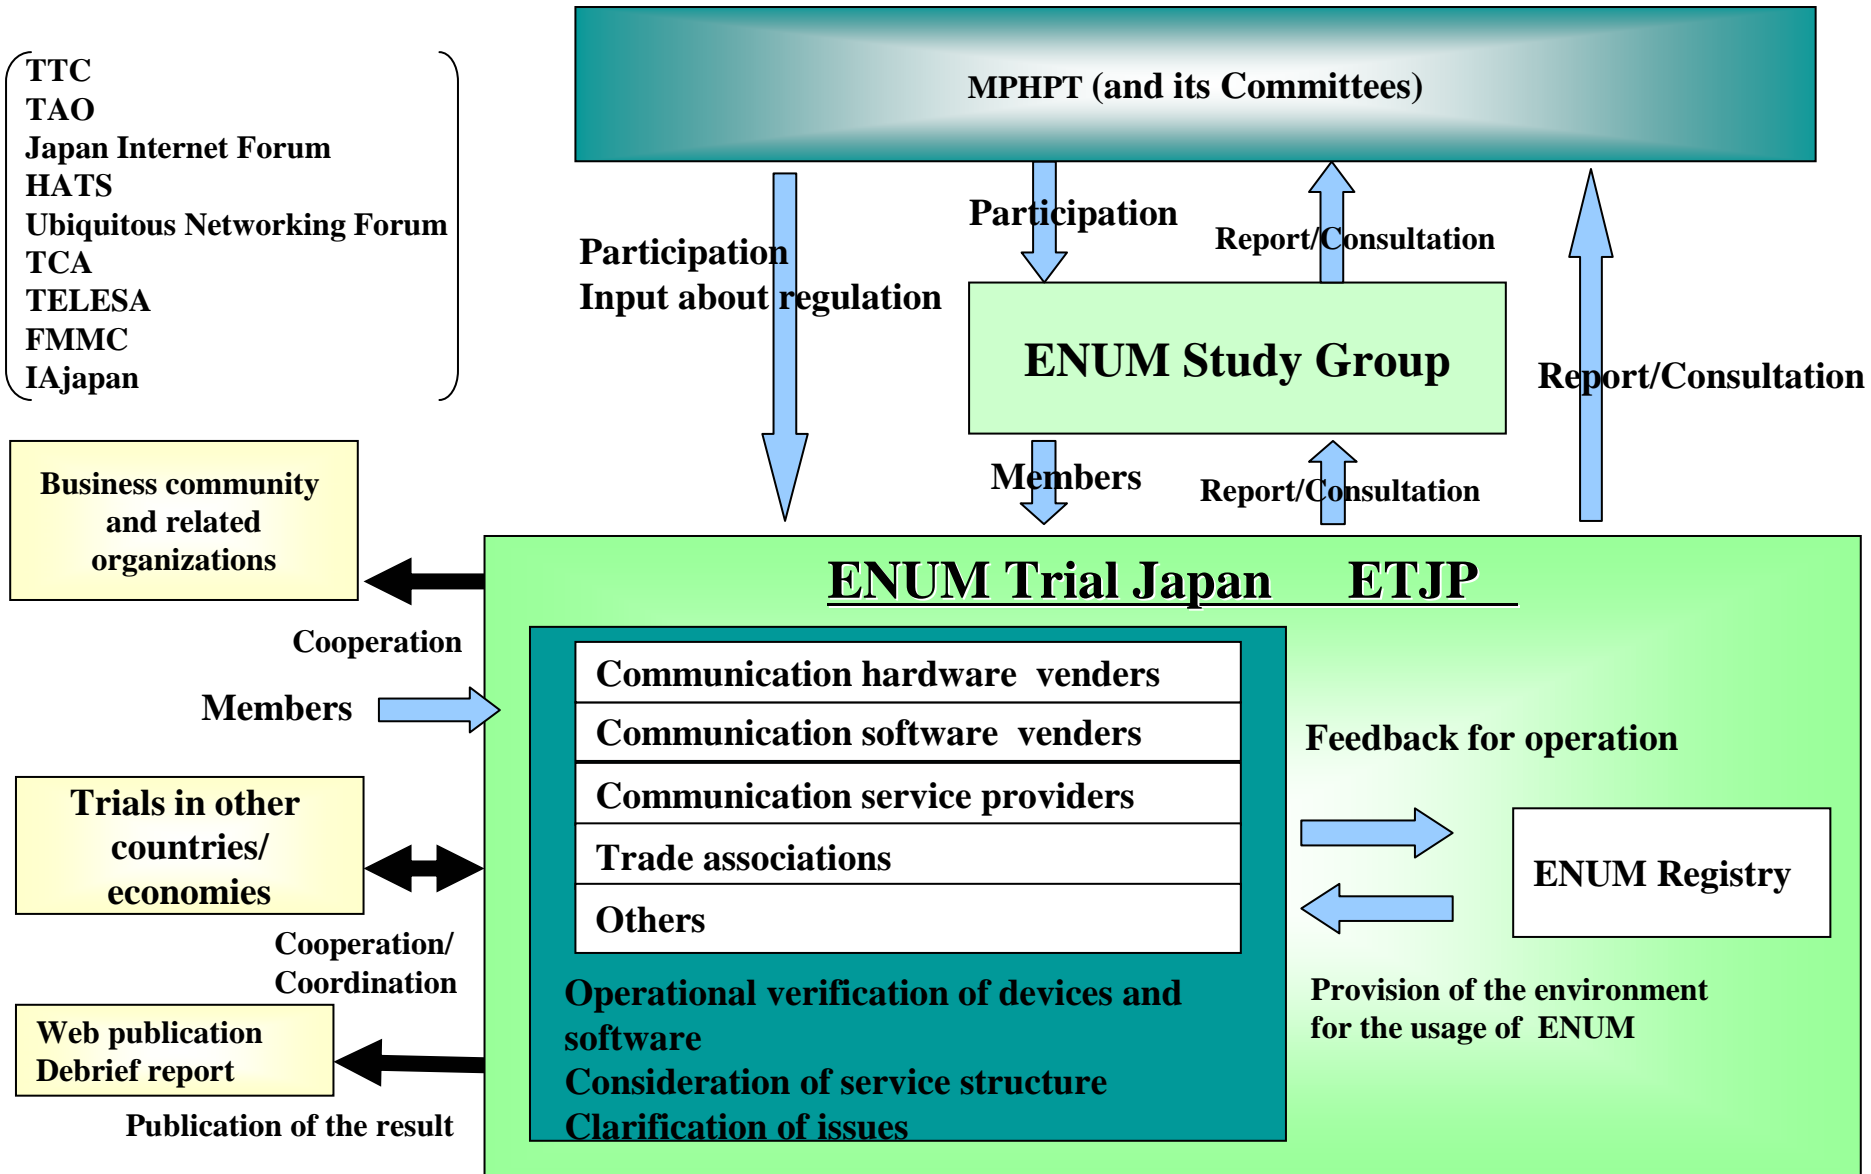 MPHPT (and its Committees)
TTC
TAO
Japan Internet Forum
HATS
Ubiquitous Networking Forum
TCA
TELESA
FMMC
IAjapan
Participation
Input about regulation
Participation
Report/Consultation
ENUM Study Group
Report/Consultation
Members
Report/Consultation
Business community
and related
organizations
Cooperation
Members
Trials in other
countries/
economies
Cooperation/
Coordination
Web publication
Debrief report
Publication of the result
ENUM Trial Japan ETJP
Communication hardware venders
Communication software venders
Communication service providers
Trade associations
Others
Operational verification of devices and
software
Consideration of service structure
Clarification of issues
Feedback for operation
ENUM Registry
Provision of the environment
for the usage of ENUM